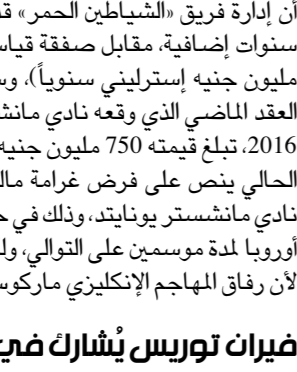 أن إدارة فريق «الشياطين الحمر»
سنوات إضافية، مقابل صفقة
مليون جنيه إسترليني سنوياً)،
العقد الماضي الذي وقعه نادي
2016، تبلغ قيمته 750 مليون جنيه
الحالي ينص على فرض غرامة
نادي مانشستر يونايتد، وذلك في
أوروبا لمدة موسمين على التوالي،
لأن رفاق المهاجم الإنكليزي
فيران توريس يُشارك في